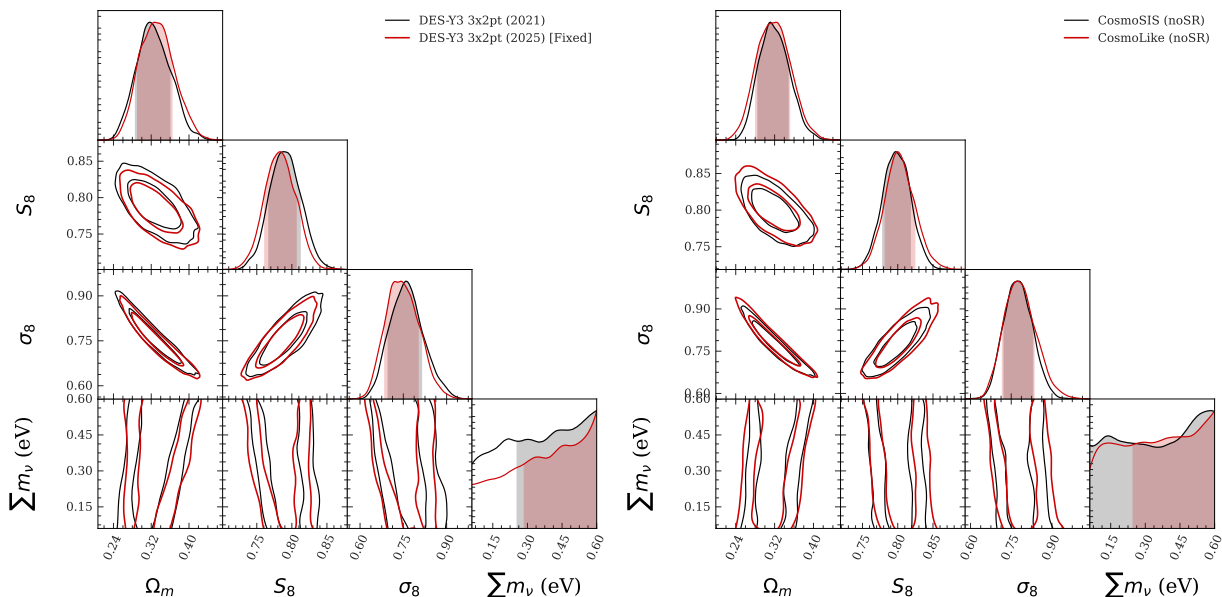 DES-Y3 3x2pt (2021)
DES-Y3 3x2pt (2025) [Fixed]
S₈
0.85
0.80
0.75
σ₈
0.90
0.75
0.60
∑mν (eV)
0.60
0.45
0.30
0.15
0.24 0.32 0.40
0.75 0.80 0.85
0.60 0.75 0.90
0.15 0.30 0.45 0.60
Ωm S₈ σ₈ ∑mν (eV)
CosmoSIS (noSR)
CosmoLike (noSR)
S₈
0.85
0.80
0.75
σ₈
0.90
0.75
0.60
∑mν (eV)
0.60
0.45
0.30
0.15
0.24 0.32 0.40
0.75 0.80 0.85
0.60 0.75 0.90
0.15 0.30 0.45 0.60
Ωm S₈ σ₈ ∑mν (eV)